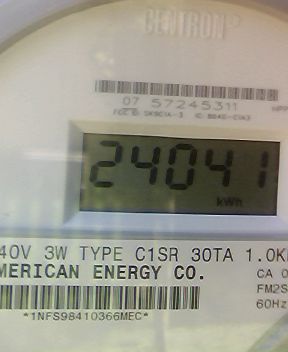 CENTRON
07 57245311
24041
kWh
40V 3W TYPE C1SR 30TA 1.0K
MERICAN ENERGY CO.
CA 0
FM2S
60Hz
*1NFS98410366MEC*